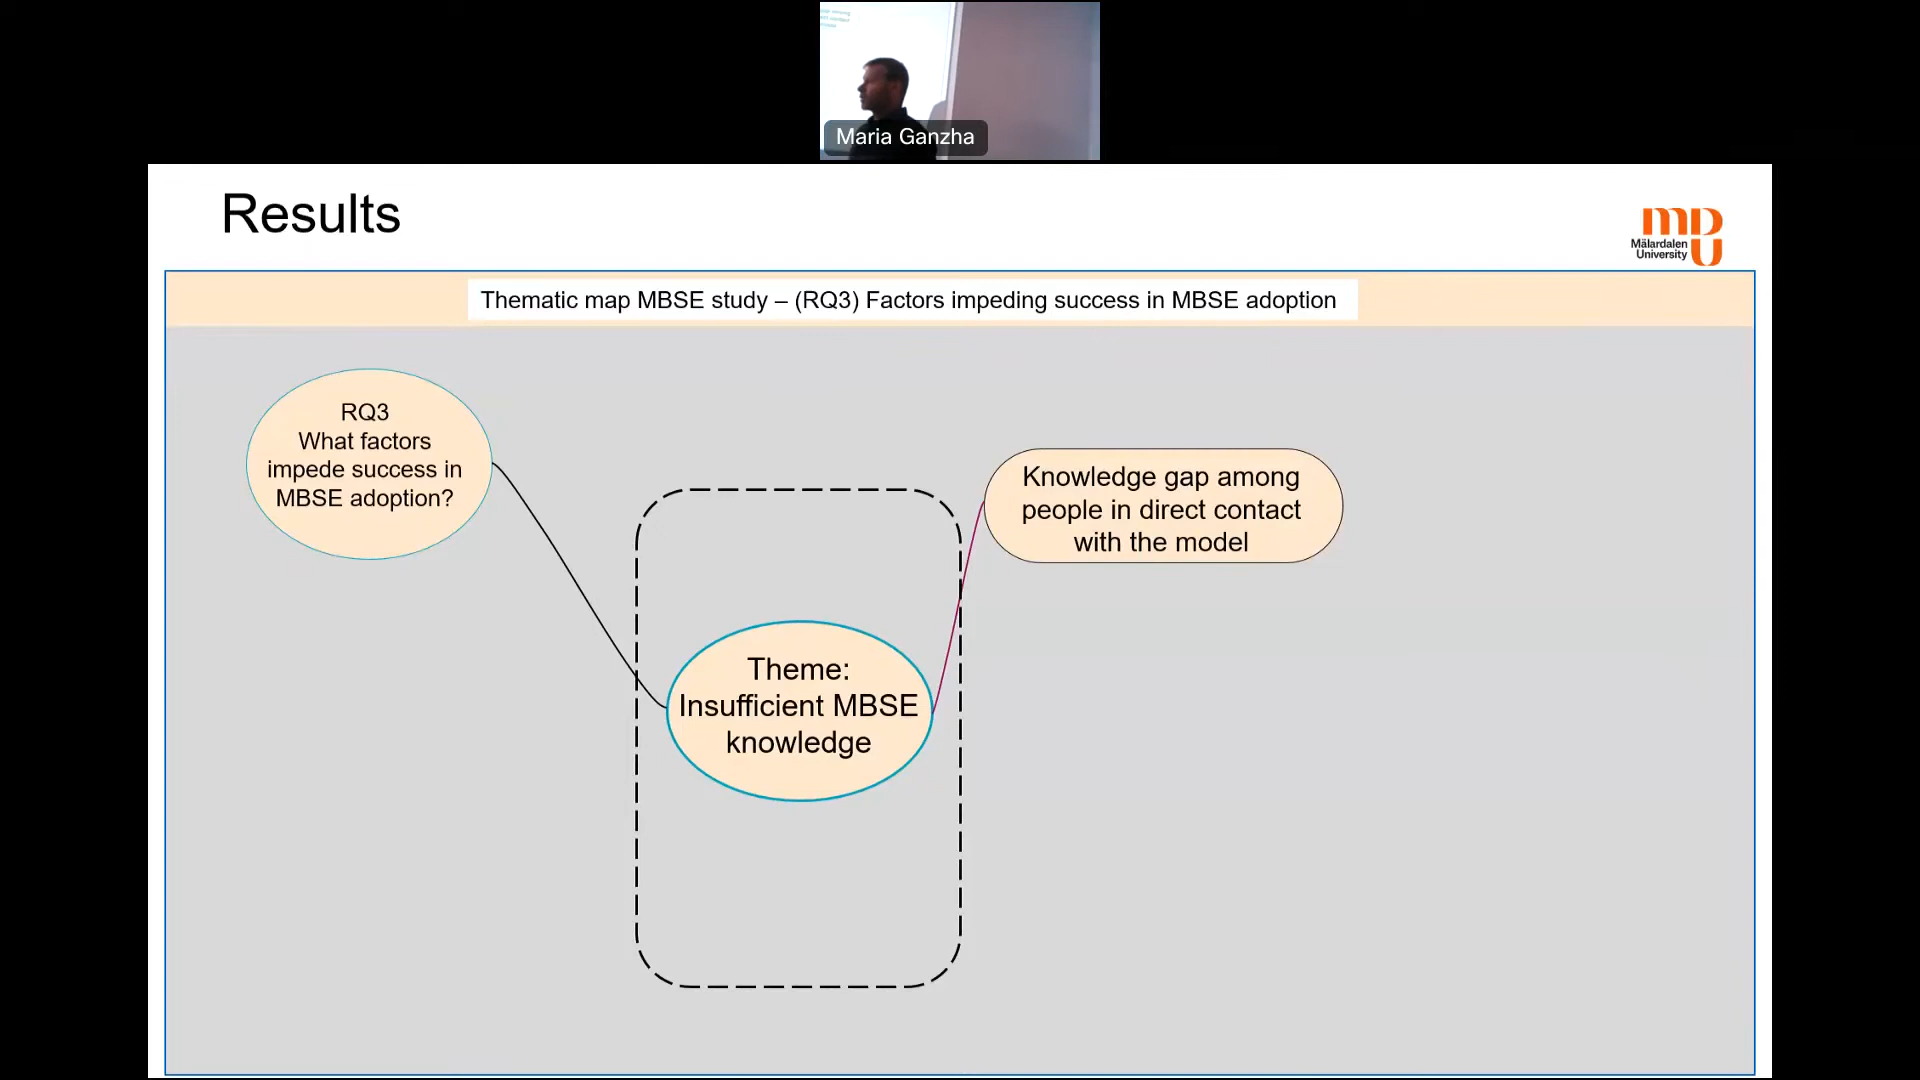 Maria Ganzha
Results
Mälardalen
University
Thematic map MBSE study – (RQ3) Factors impeding success in MBSE adoption
RQ3
What factors
impede success in
MBSE adoption?
Knowledge gap among
people in direct contact
with the model
Theme:
Insufficient MBSE
knowledge